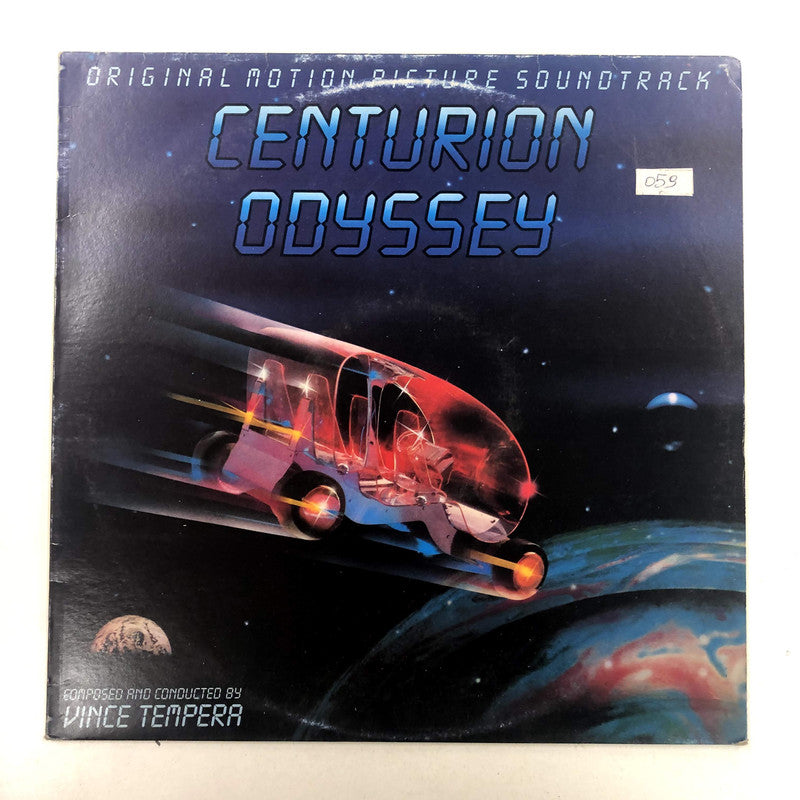 ORIGINAL MOTION PICTURE SOUNDTRACK
CENTURION
ODYSSEY
059
COMPOSED AND CONDUCTED BY
VINCE TEMPERA